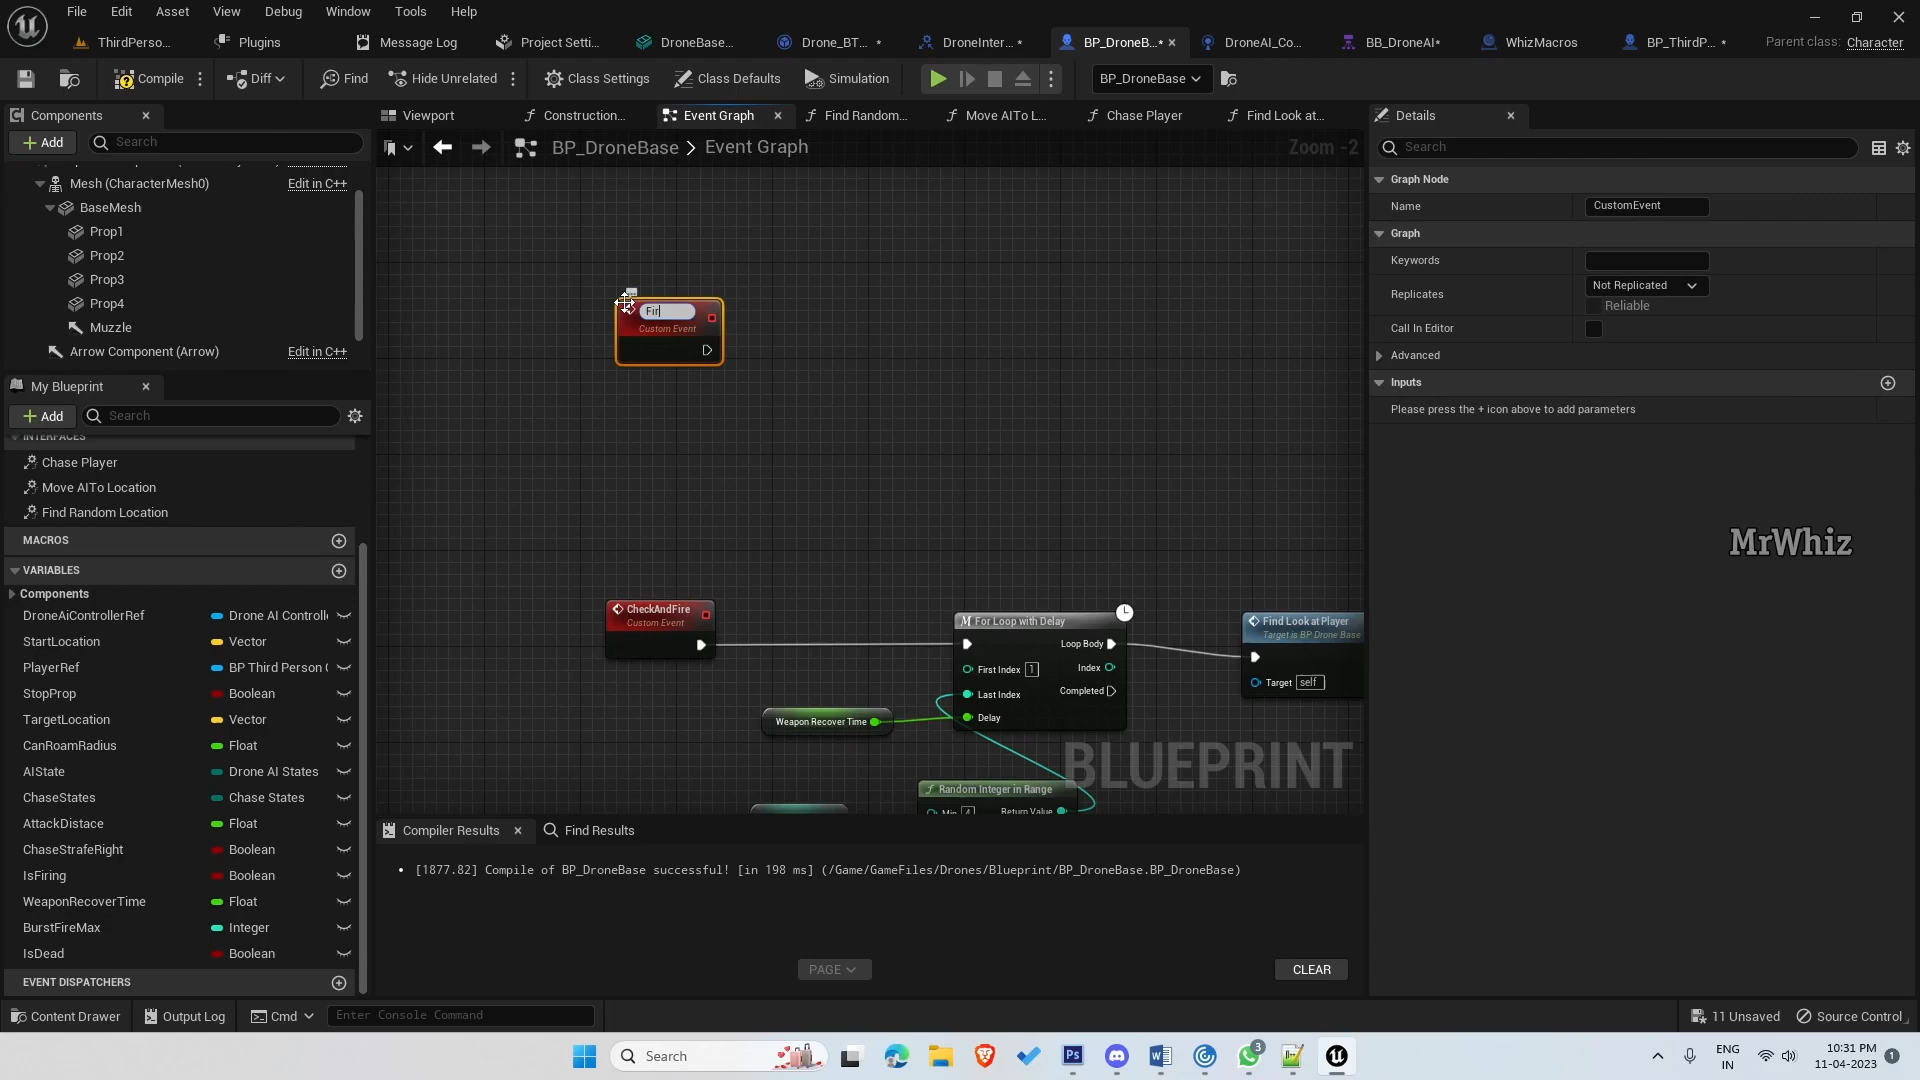 File Edit Asset View Debug Window Tools Help
ThirdPerso... Plugins Message Log Project Setti... DroneBase... Drone_BT... * DroneInter... * BP_DroneB...* DroneAI_Co... BB_DroneAI* WhizMacros BP_ThirdP... * Parent class: Character
Compile Diff Find Hide Unrelated Class Settings Class Defaults Simulation BP_DroneBase
Components Viewport Construction... Event Graph Find Random... Move AITo L... Chase Player Find Look at... Details
Add Search BP_DroneBase > Event Graph Zoom -2 Search
Mesh (CharacterMesh0) Edit in C++
BaseMesh
Prop1
Prop2
Prop3
Prop4
Muzzle
Arrow Component (Arrow) Edit in C++
My Blueprint
Add Search
INTERFACES
Chase Player
Move AITo Location
Find Random Location
MACROS
VARIABLES
Components
DroneAiControllerRef Drone AI Controll
StartLocation Vector
PlayerRef BP Third Person
StopProp Boolean
TargetLocation Vector
CanRoamRadius Float
AIState Drone AI States
ChaseStates Chase States
AttackDistace Float
ChaseStrafeRight Boolean
IsFiring Boolean
WeaponRecoverTime Float
BurstFireMax Integer
IsDead Boolean
EVENT DISPATCHERS
Fir
Custom Event
CheckAndFire
Custom Event
For Loop with Delay
Loop Body
First Index 1 Index
Last Index Completed
Delay
Weapon Recover Time
Find Look at Player
Target is BP Drone Base
Target self
Random Integer in Range
Min 4 Return Value
BLUEPRINT
Graph Node
Name CustomEvent
Graph
Keywords
Replicates Not Replicated
Reliable
Call In Editor
Advanced
Inputs
Please press the + icon above to add parameters
MrWhiz
Compiler Results Find Results
[1877.82] Compile of BP_DroneBase successful! [in 198 ms] (/Game/GameFiles/Drones/Blueprint/BP_DroneBase.BP_DroneBase)
PAGE CLEAR
Content Drawer Output Log Cmd Enter Console Command 11 Unsaved Source Control
Search 3 ENG IN 10:31 PM 11-04-2023 1